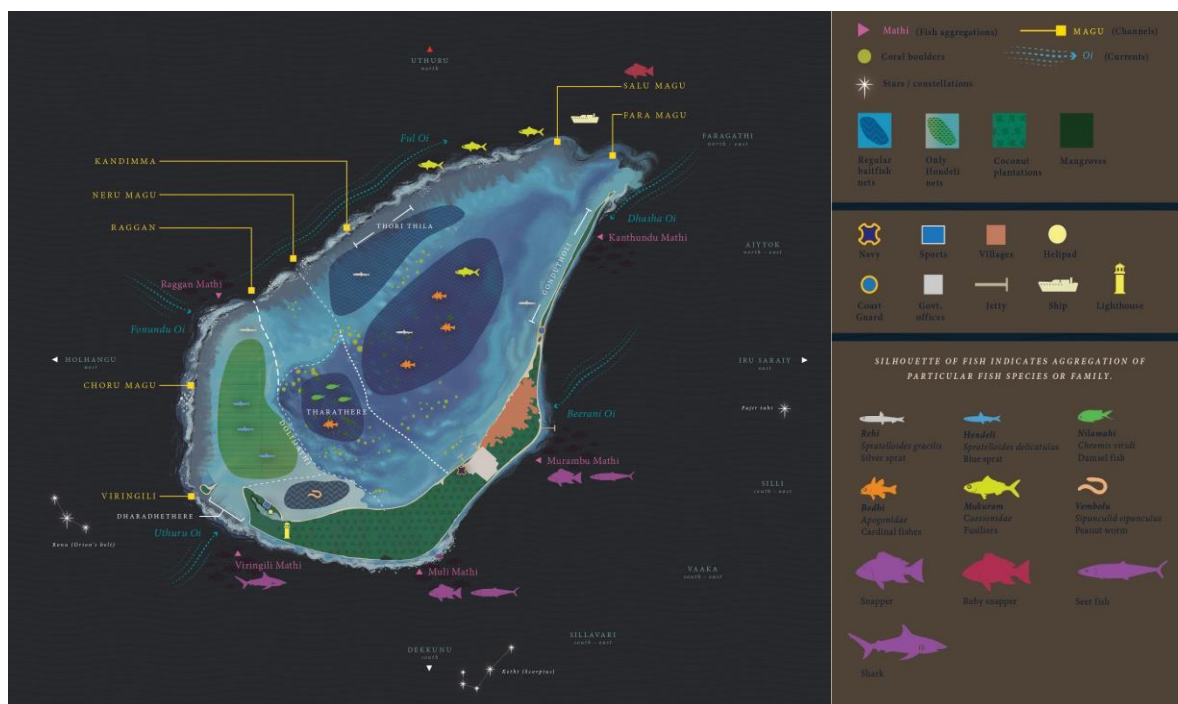 UTHURU
north
SALU MAGU
FARA MAGU
Ful Oi
FARAGATHI
north - east
KANDIMMA
NERU MAGU
RAGGAN
THORI THILA
Dhasha Oi
Kanthundu Mathi
AJYYOK
north - east
GONDUTHOLI
Raggan Mathi
Fonundu Oi
HOLHANGU
west
IRU SARAIY
east
CHORU MAGU
THARATHERE
Beerani Oi
Fajir tahi
Murambu Mathi
SILLI
south - east
VIRINGILI
DHARADHETHERE
Uthuru Oi
Viringili Mathi
Muli Mathi
VAAKA
south - east
SILLAVARI
south - east
DEKKUNU
south
Kethi (Scorpius)
Mathi (Fish aggregations)
MAGU (Channels)
Coral boulders
Oi (Currents)
Stars / constellations
Regular baitfish nets
Only Hondeli nets
Coconut plantations
Mangroves
Navy
Sports
Villages
Helipad
Coast Guard
Govt. offices
Jetty
Ship
Lighthouse
SILHOUETTE OF FISH INDICATES AGGREGATION OF
PARTICULAR FISH SPECIES OR FAMILY.
Rehi
Spratelloides gracilis
Silver sprat
Hondeli
Spratelloides delicatulus
Blue sprat
Nilamahi
Chromis viridi
Damsel fish
Bodhi
Apogonidae
Cardinal fishes
Mukuram
Caesionidae
Fusiliers
Vembolu
Sipunculid sipunculus
Peanut worm
Snapper
Ruby snapper
Seer fish
Shark